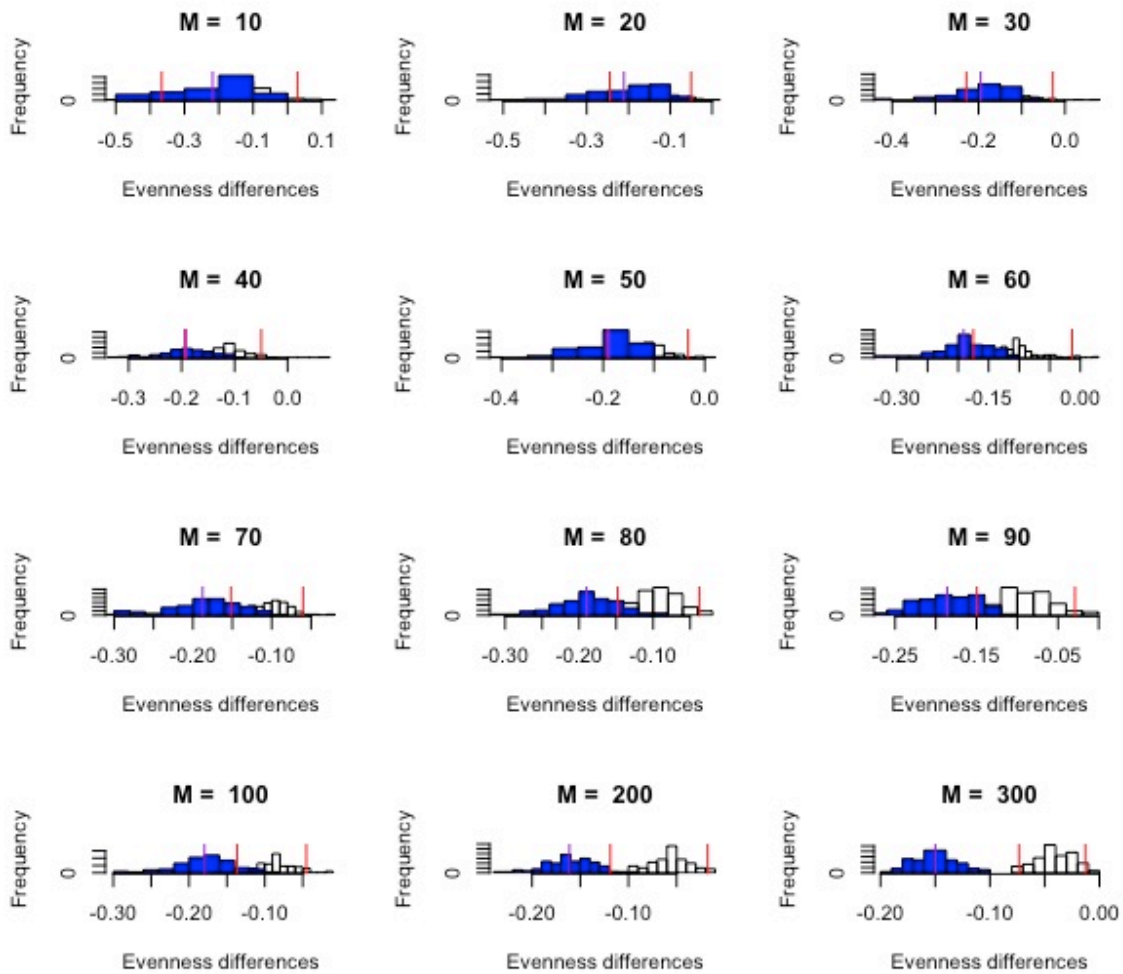 M = 10
Frequency
0
-0.5 -0.3 -0.1 0.1
Evenness differences
M = 20
Frequency
0
-0.5 -0.3 -0.1
Evenness differences
M = 30
Frequency
0
-0.4 -0.2 0.0
Evenness differences
M = 40
Frequency
0
-0.3 -0.2 -0.1 0.0
Evenness differences
M = 50
Frequency
0
-0.4 -0.2 0.0
Evenness differences
M = 60
Frequency
0
-0.30 -0.15 0.00
Evenness differences
M = 70
Frequency
0
-0.30 -0.20 -0.10
Evenness differences
M = 80
Frequency
0
-0.30 -0.20 -0.10
Evenness differences
M = 90
Frequency
0
-0.25 -0.15 -0.05
Evenness differences
M = 100
Frequency
0
-0.30 -0.20 -0.10
Evenness differences
M = 200
Frequency
0
-0.20 -0.10
Evenness differences
M = 300
Frequency
0
-0.20 -0.10 0.00
Evenness differences